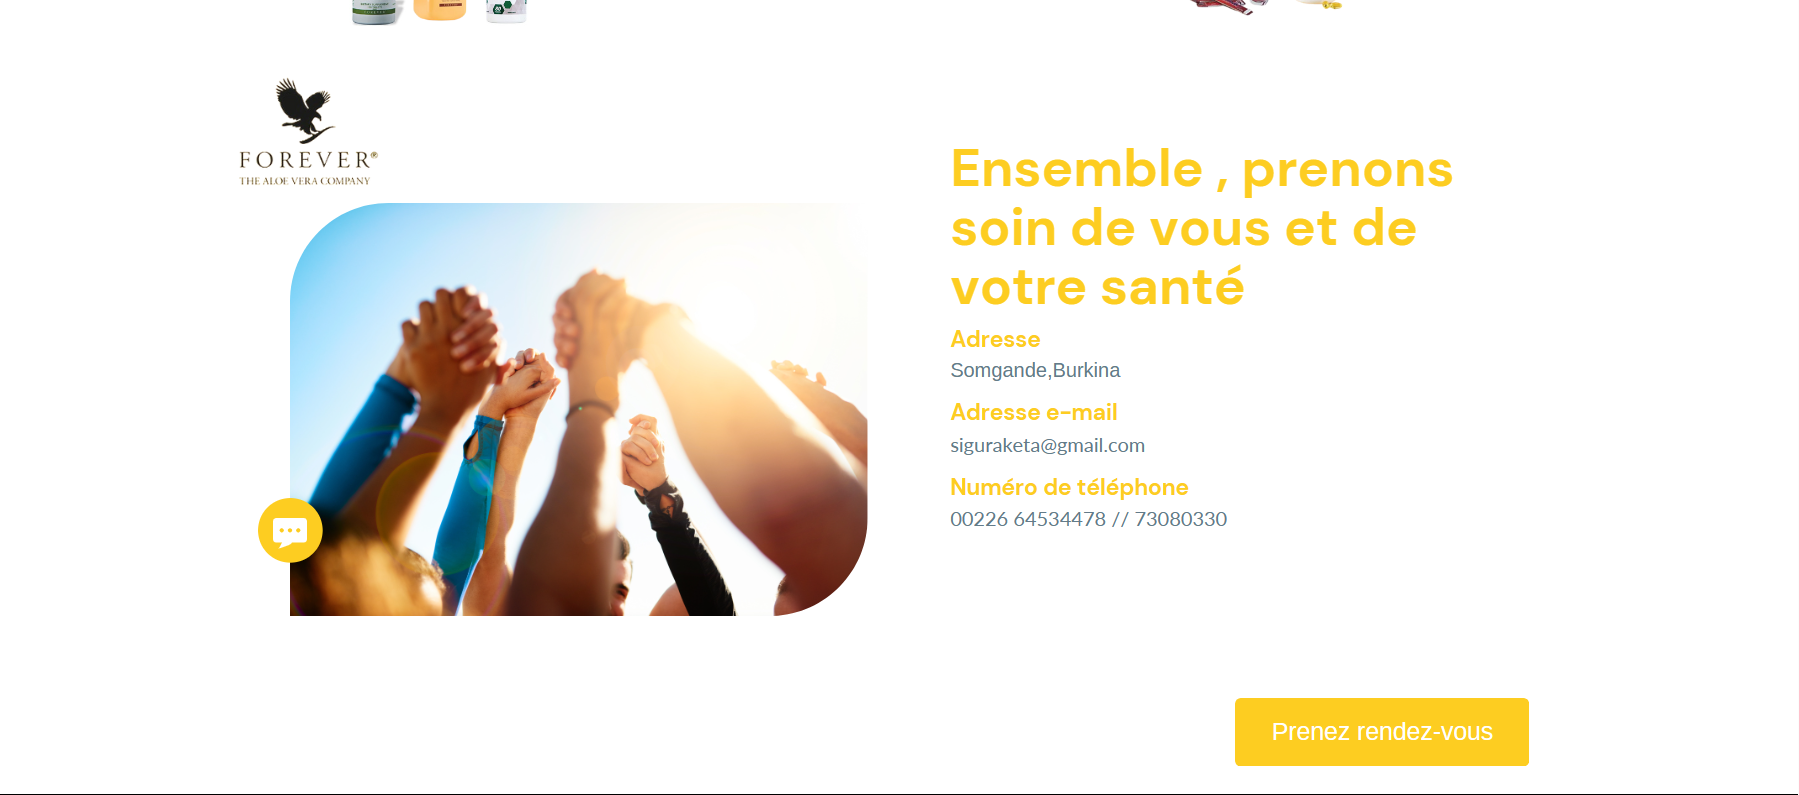 FOREVER®
THE ALOE VERA COMPANY
Ensemble , prenons
soin de vous et de
votre santé
Adresse
Somgande,Burkina
Adresse e-mail
siguraketa@gmail.com
Numéro de téléphone
00226 64534478 // 73080330
Prenez rendez-vous